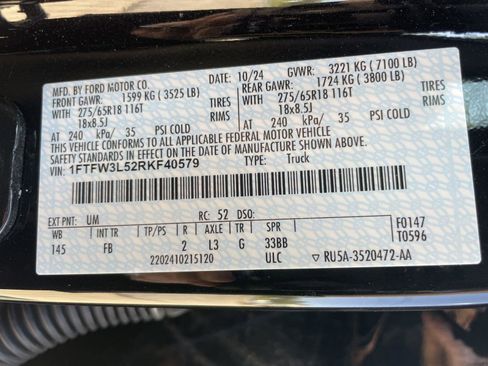 MFD. BY FORD MOTOR CO.
DATE: 10/24 GVWR: 3221 KG ( 7100 LB)
FRONT GAWR: 1599 KG ( 3525 LB) REAR GAWR: 1724 KG ( 3800 LB)
WITH 275/65R18 116T TIRES WITH 275/65R18 116T TIRES
18x8.5J RIMS 18x8.5J RIMS
AT 240 kPa/ 35 PSI COLD AT 240 kPa/ 35 PSI COLD
THIS VEHICLE CONFORMS TO ALL APPLICABLE FEDERAL MOTOR VEHICLE
SAFETY AND THEFT PREVENTION STANDARDS IN EFFECT ON THE DATE OF MANUFACTURE SHOWN ABOVE.
VIN: 1FTFW3L52RKF40579 TYPE: Truck
EXT PNT: UM RC: 52 DSO: F0147
WB INT TR TP/PS R AXLE TR SPR T0596
145 FB 2 L3 G 33BB
2202410215120 ULC ▽ RU5A-3520472-AA